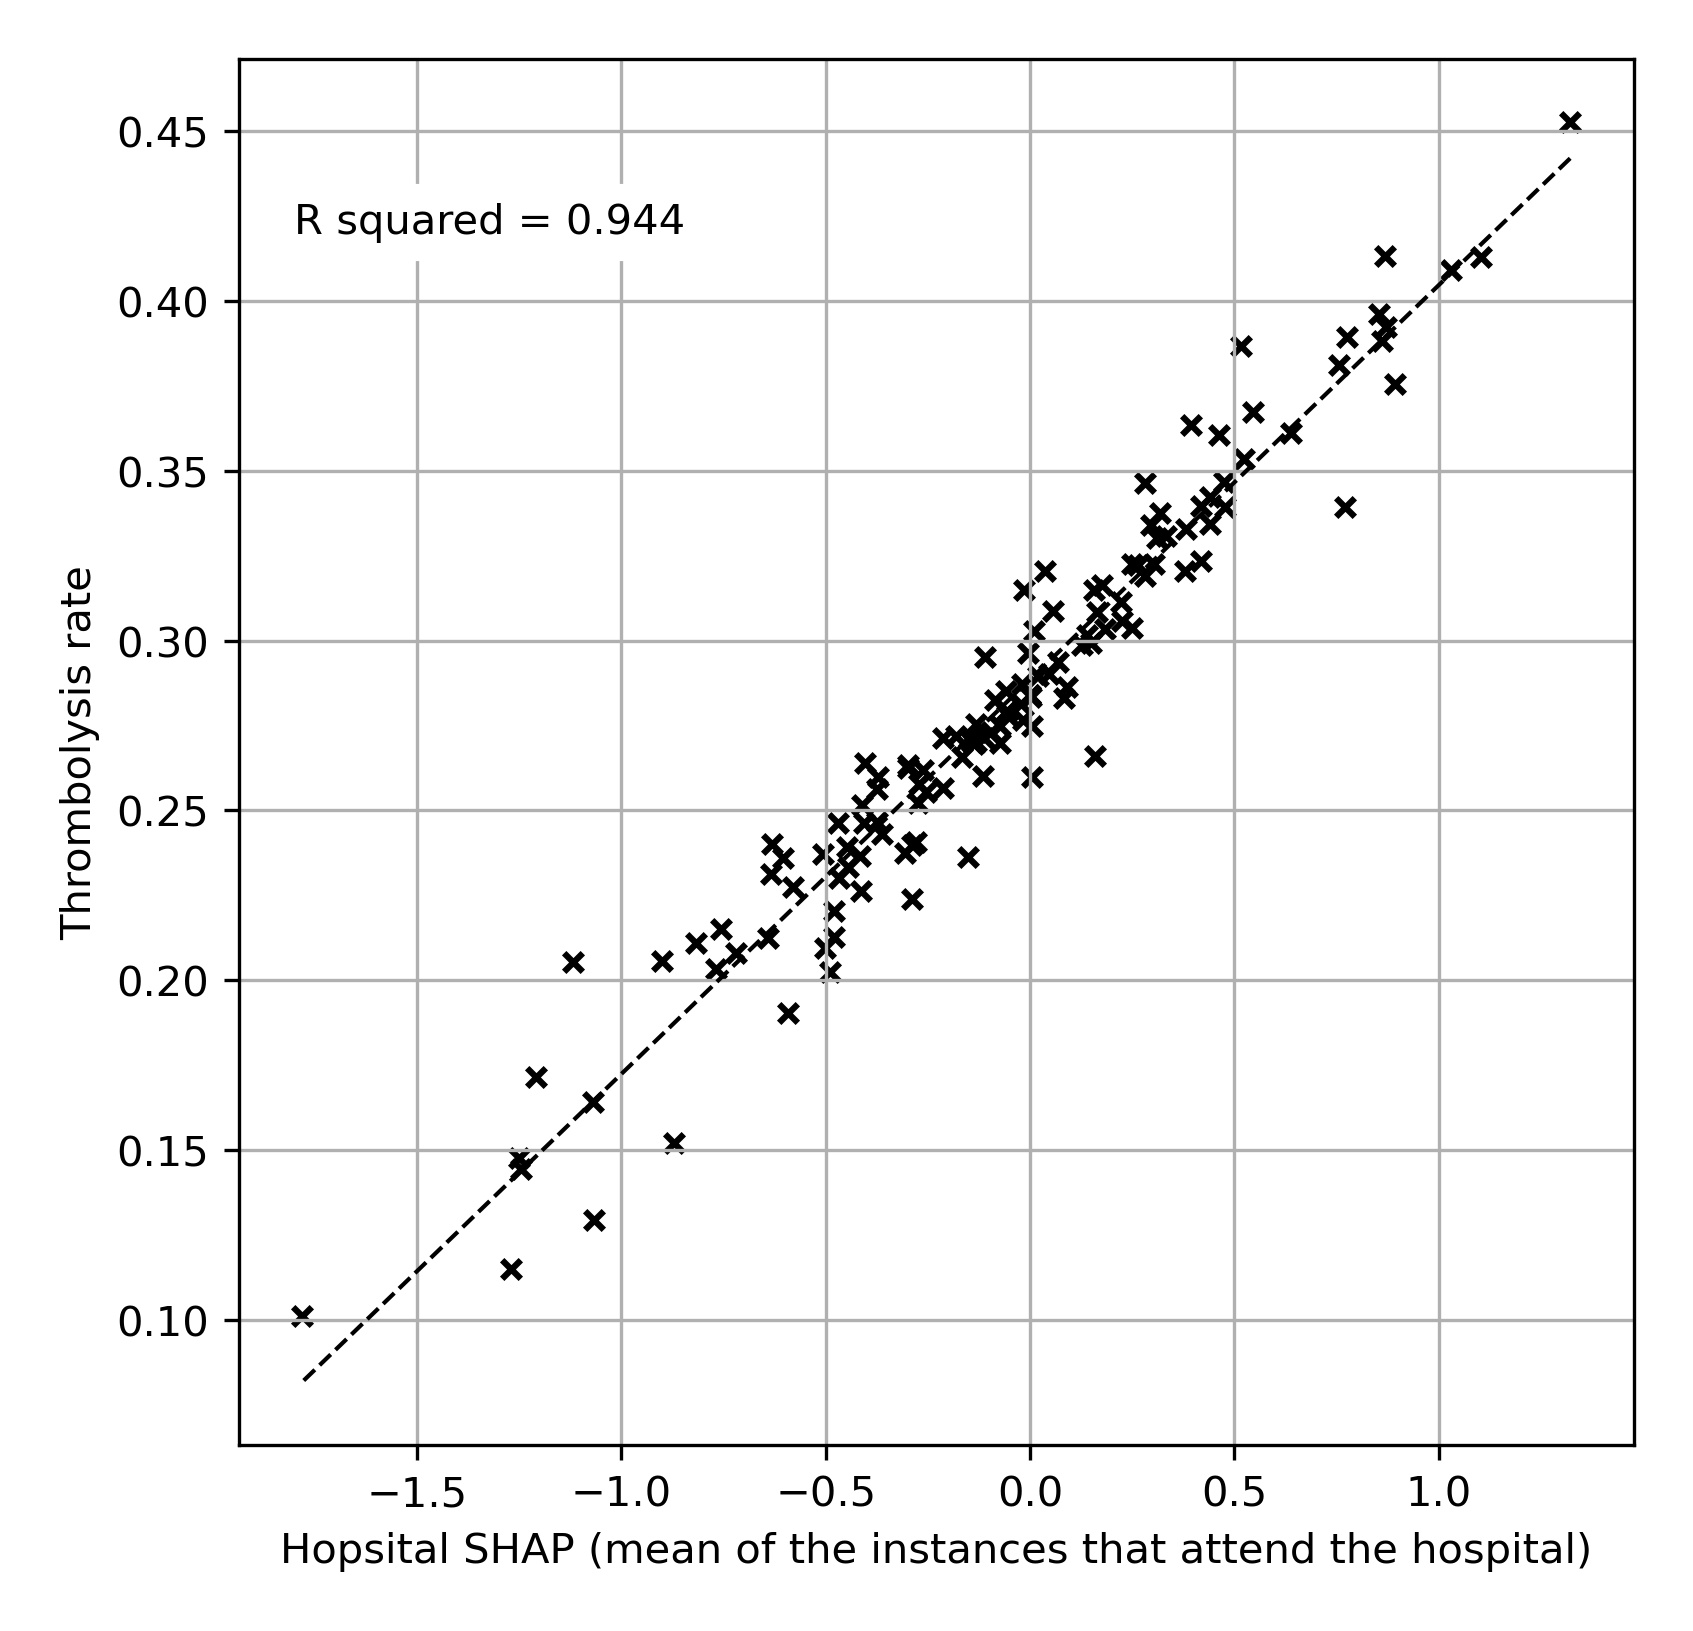 0.45
R squared = 0.944
0.40
0.35
0.30
0.25
0.20
0.15
0.10
Thrombolysis rate
−1.5 −1.0 −0.5 0.0 0.5 1.0
Hopsital SHAP (mean of the instances that attend the hospital)